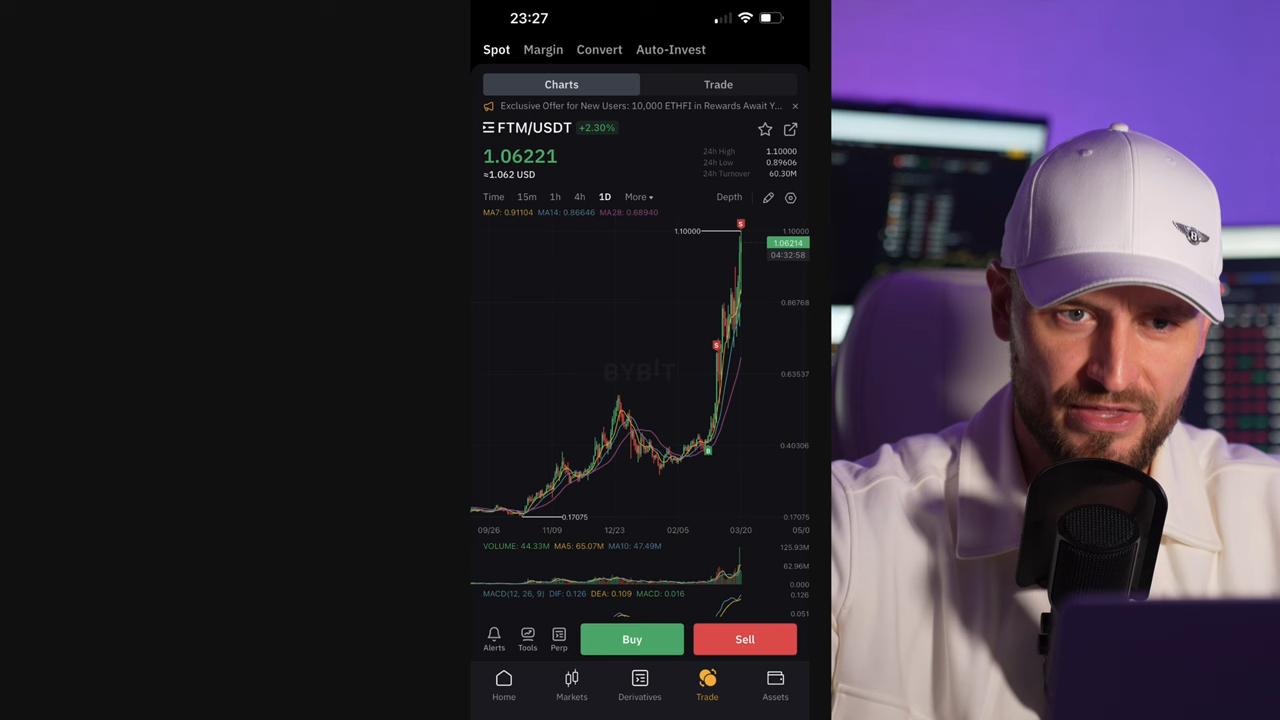 23:27
Spot Margin Convert Auto-Invest
Charts Trade
Exclusive Offer for New Users: 10,000 ETHFI in Rewards Await Y...
FTM/USDT +2.30%
1.06221
≈1.062 USD
24h High 1.10000
24h Low 0.89606
24h Turnover 60.30M
Time 15m 1h 4h 1D More Depth
MA7: 0.91104 MA14: 0.86646 MA28: 0.68940
S
1.10000 1.10000
1.06214
04:32:58
0.86768
S
BYBIT
0.63537
0.40306
B
0.17075 0.17075
09/26 11/09 12/23 02/05 03/20 05/0
VOLUME: 44.33M MA5: 65.07M MA10: 47.49M
125.93M
62.96M
0.000
MACD(12, 26, 9) DIF: 0.126 DEA: 0.109 MACD: 0.016
0.126
0.051
Alerts Tools Perp Buy Sell
Home Markets Derivatives Trade Assets
B